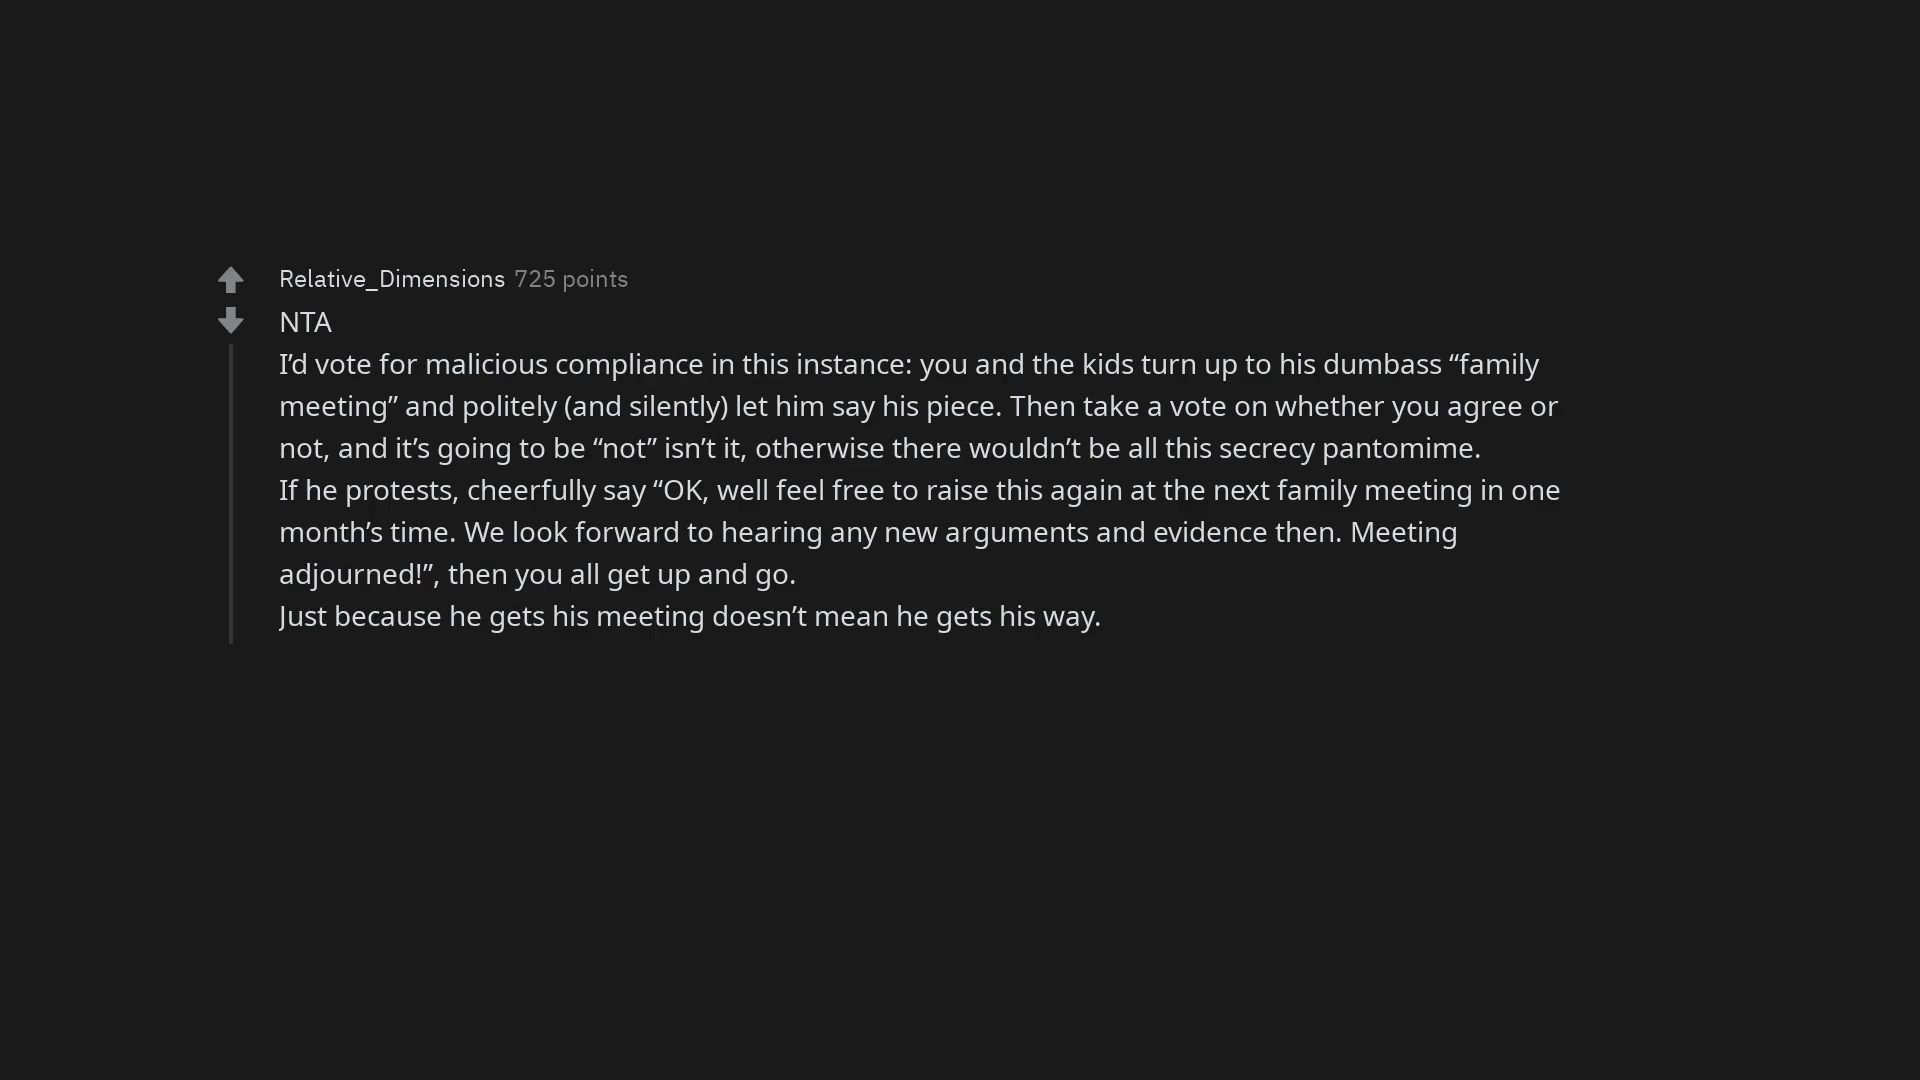 Relative_Dimensions 725 points
NTA
I’d vote for malicious compliance in this instance: you and the kids turn up to his dumbass “family
meeting” and politely (and silently) let him say his piece. Then take a vote on whether you agree or
not, and it’s going to be “not” isn’t it, otherwise there wouldn’t be all this secrecy pantomime.
If he protests, cheerfully say “OK, well feel free to raise this again at the next family meeting in one
month’s time. We look forward to hearing any new arguments and evidence then. Meeting
adjourned!”, then you all get up and go.
Just because he gets his meeting doesn’t mean he gets his way.